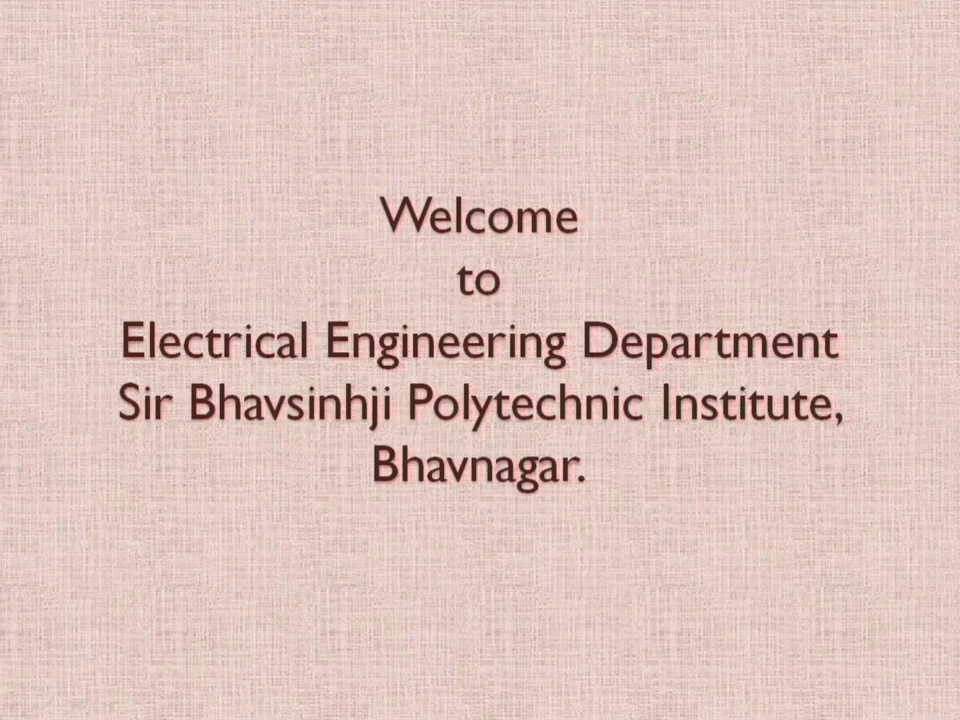 Welcome
to
Electrical Engineering Department
Sir Bhavsinhji Polytechnic Institute,
Bhavnagar.